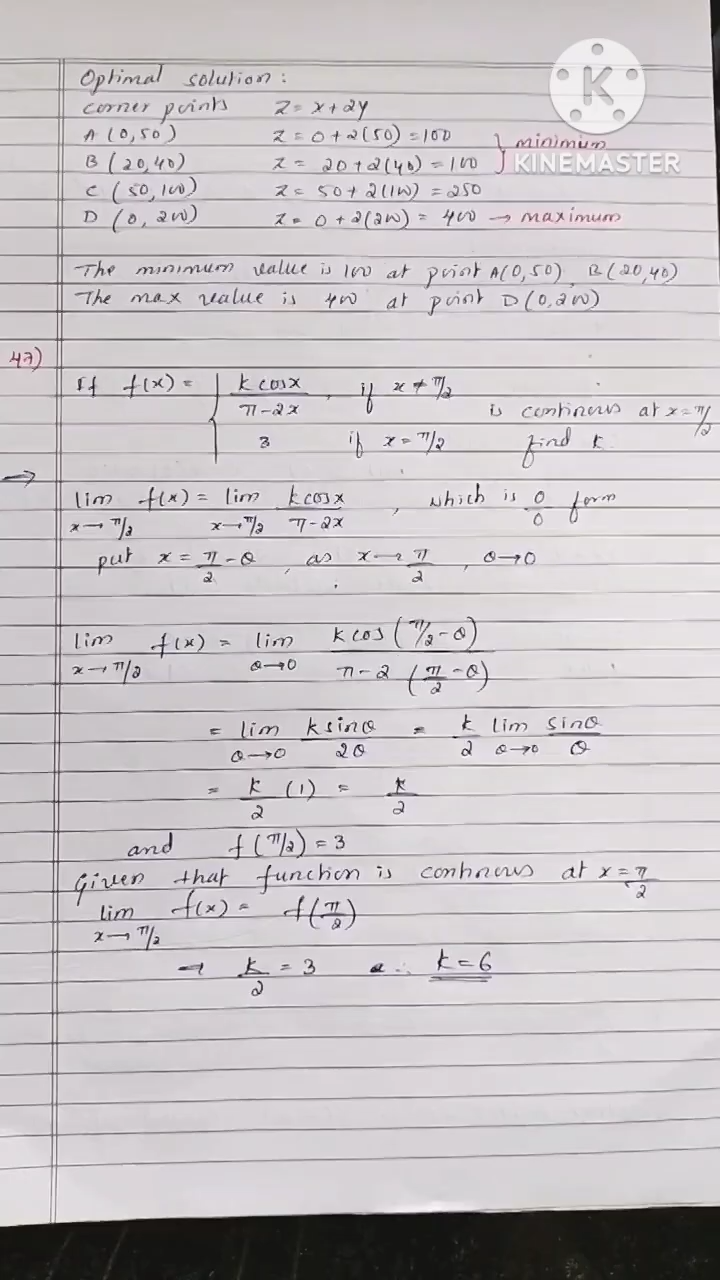 Optimal solution:
corner points Z = x + 2y
A (0,50) Z = 0 + 2(50) = 100
B (20,40) Z = 20 + 2(40) = 100 } minimum
C (50,100) Z = 50 + 2(100) = 250
D (0,200) Z = 0 + 2(200) = 400 → maximum
K
KINEMASTER
The minimum value is 100 at point A(0,50), B(20,40)
The max value is 400 at point D(0,200)
47)
If f(x) = { k cosx / π-2x , if x ≠ π/2
is continous at x = π/2
3 if x = π/2 find k.
→
lim x→π/2 f(x) = lim x→π/2 k cosx / π-2x , which is 0/0 form
put x = π/2 - θ , as x → π/2 , θ→0
lim x→π/2 f(x) = lim θ→0 k cos(π/2 - θ) / π - 2(π/2 - θ)
= lim θ→0 k sinθ / 2θ = k/2 lim θ→0 sinθ / θ
= k/2 (1) = k/2
and f(π/2) = 3
Given that function is continous at x = π/2
lim x→π/2 f(x) = f(π/2)
→ k/2 = 3 ∴ k = 6